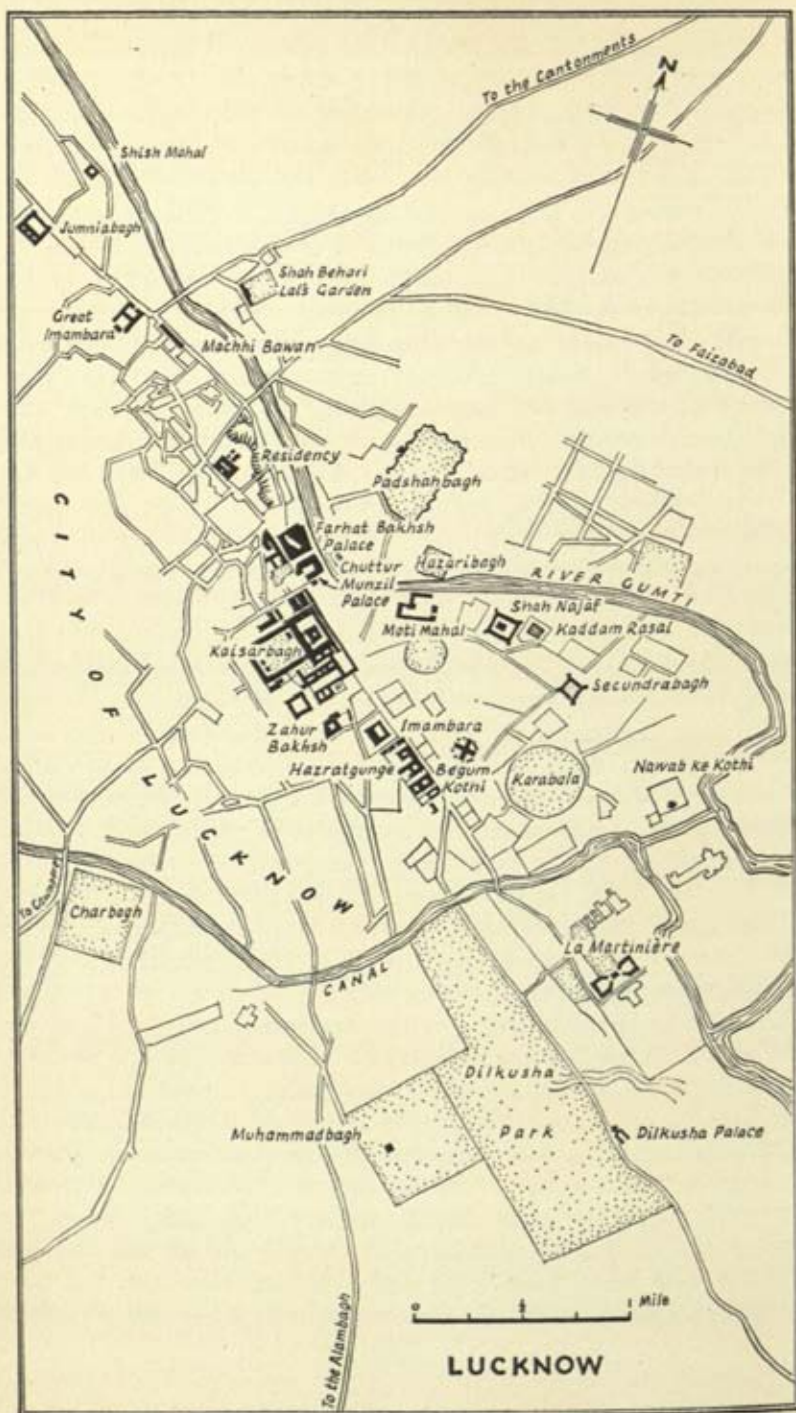 To the Cantonments
N
Shish Mahal
Jumniabagh
Shah Behari
Lal's Garden
Great
Imambara
Machhi Bawan
To Faizabad
Residency
Padshahbagh
Farhat Bakhsh
Palace
Chuttur
Munzil
Palace
Hazaribagh
RIVER GUMTI
Shah Najaf
Kaddam Rasal
Moti Mahal
Kaisarbagh
Secundrabagh
Zahur
Bakhsh
Imambara
Hazratgunge
Begum
Kothi
Karabala
Nawab ke Kothi
CITY OF LUCKNOW
Charbagh
La Martinière
CANAL
Dilkusha
Park
Muhammadbagh
Dilkusha Palace
To the Alambagh
0 ½ 1 Mile
LUCKNOW